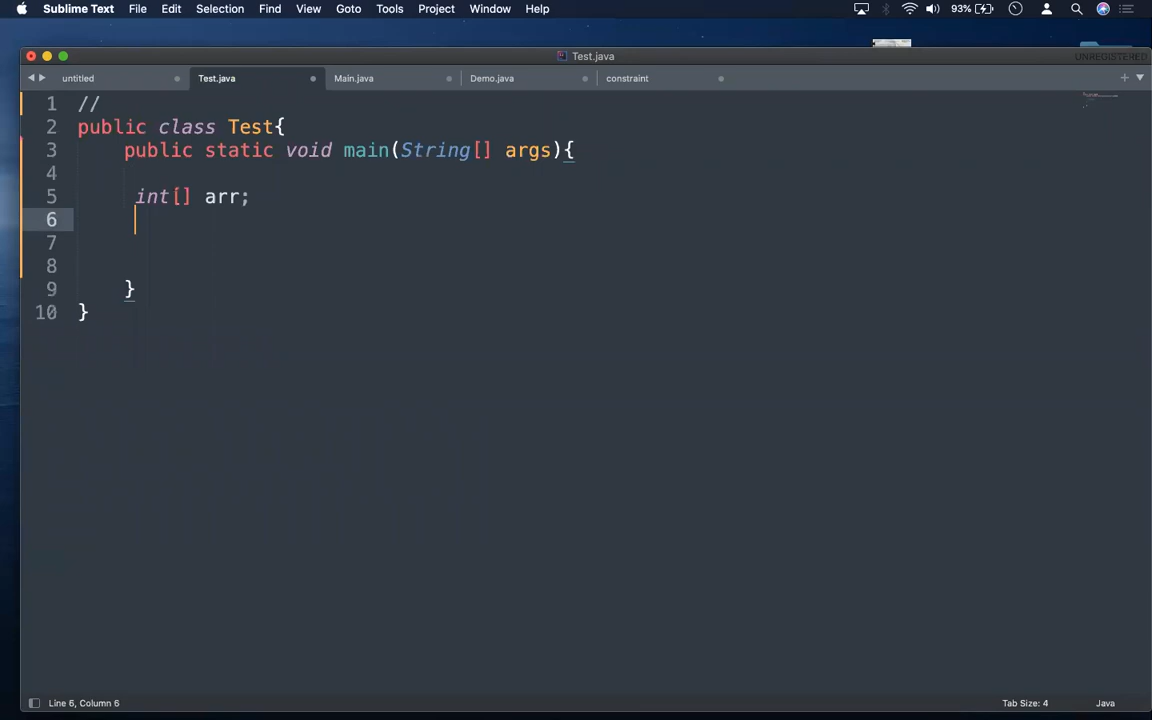 Sublime Text File Edit Selection Find View Goto Tools Project Window Help 93%
Test.java UNREGISTERED
untitled Test.java Main.java Demo.java constraint
1 //
2 public class Test{
3 public static void main(String[] args){
4
5 int[] arr;
6
7
8
9 }
10 }
Line 6, Column 6 Tab Size: 4 Java